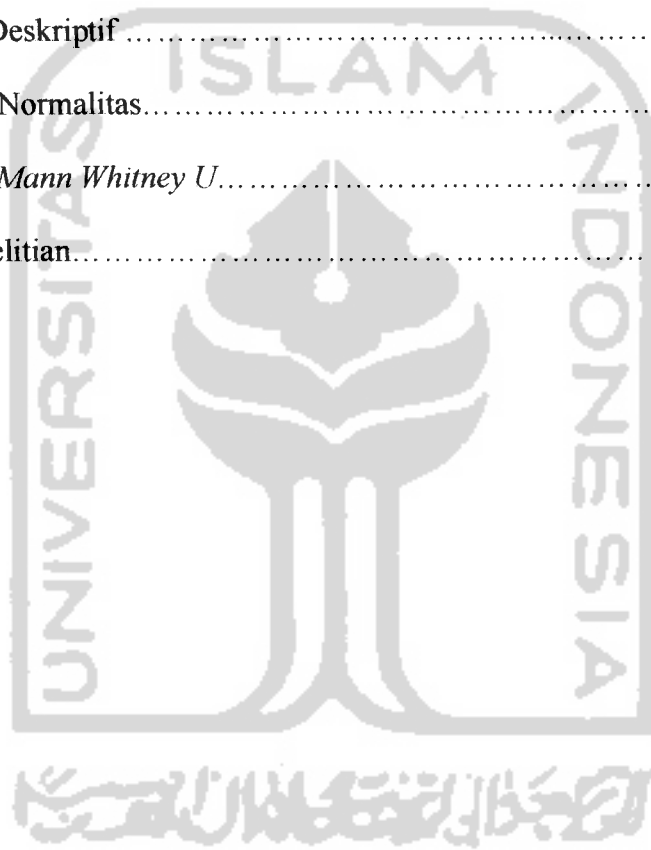 Deskriptif ……………………………………………
Normalitas……………………………………………
Mann Whitney U……………………………………
elitian……………………………………………………
ISLAM
UNIVERSITAS
INDONESIA